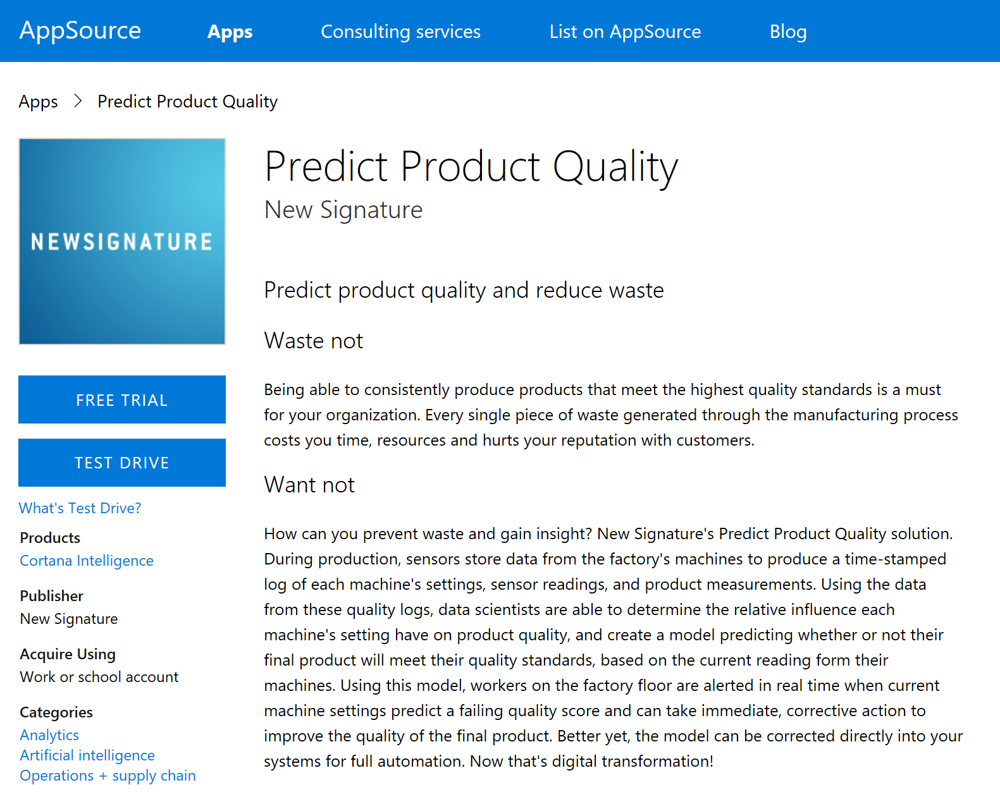 AppSource Apps Consulting services List on AppSource Blog
Apps > Predict Product Quality
NEWSIGNATURE
FREE TRIAL
TEST DRIVE
What's Test Drive?
Products
Cortana Intelligence
Publisher
New Signature
Acquire Using
Work or school account
Categories
Analytics
Artificial intelligence
Operations + supply chain
Predict Product Quality
New Signature
Predict product quality and reduce waste
Waste not
Being able to consistently produce products that meet the highest quality standards is a must
for your organization. Every single piece of waste generated through the manufacturing process
costs you time, resources and hurts your reputation with customers.
Want not
How can you prevent waste and gain insight? New Signature's Predict Product Quality solution.
During production, sensors store data from the factory's machines to produce a time-stamped
log of each machine's settings, sensor readings, and product measurements. Using the data
from these quality logs, data scientists are able to determine the relative influence each
machine's setting have on product quality, and create a model predicting whether or not their
final product will meet their quality standards, based on the current reading form their
machines. Using this model, workers on the factory floor are alerted in real time when current
machine settings predict a failing quality score and can take immediate, corrective action to
improve the quality of the final product. Better yet, the model can be corrected directly into your
systems for full automation. Now that's digital transformation!